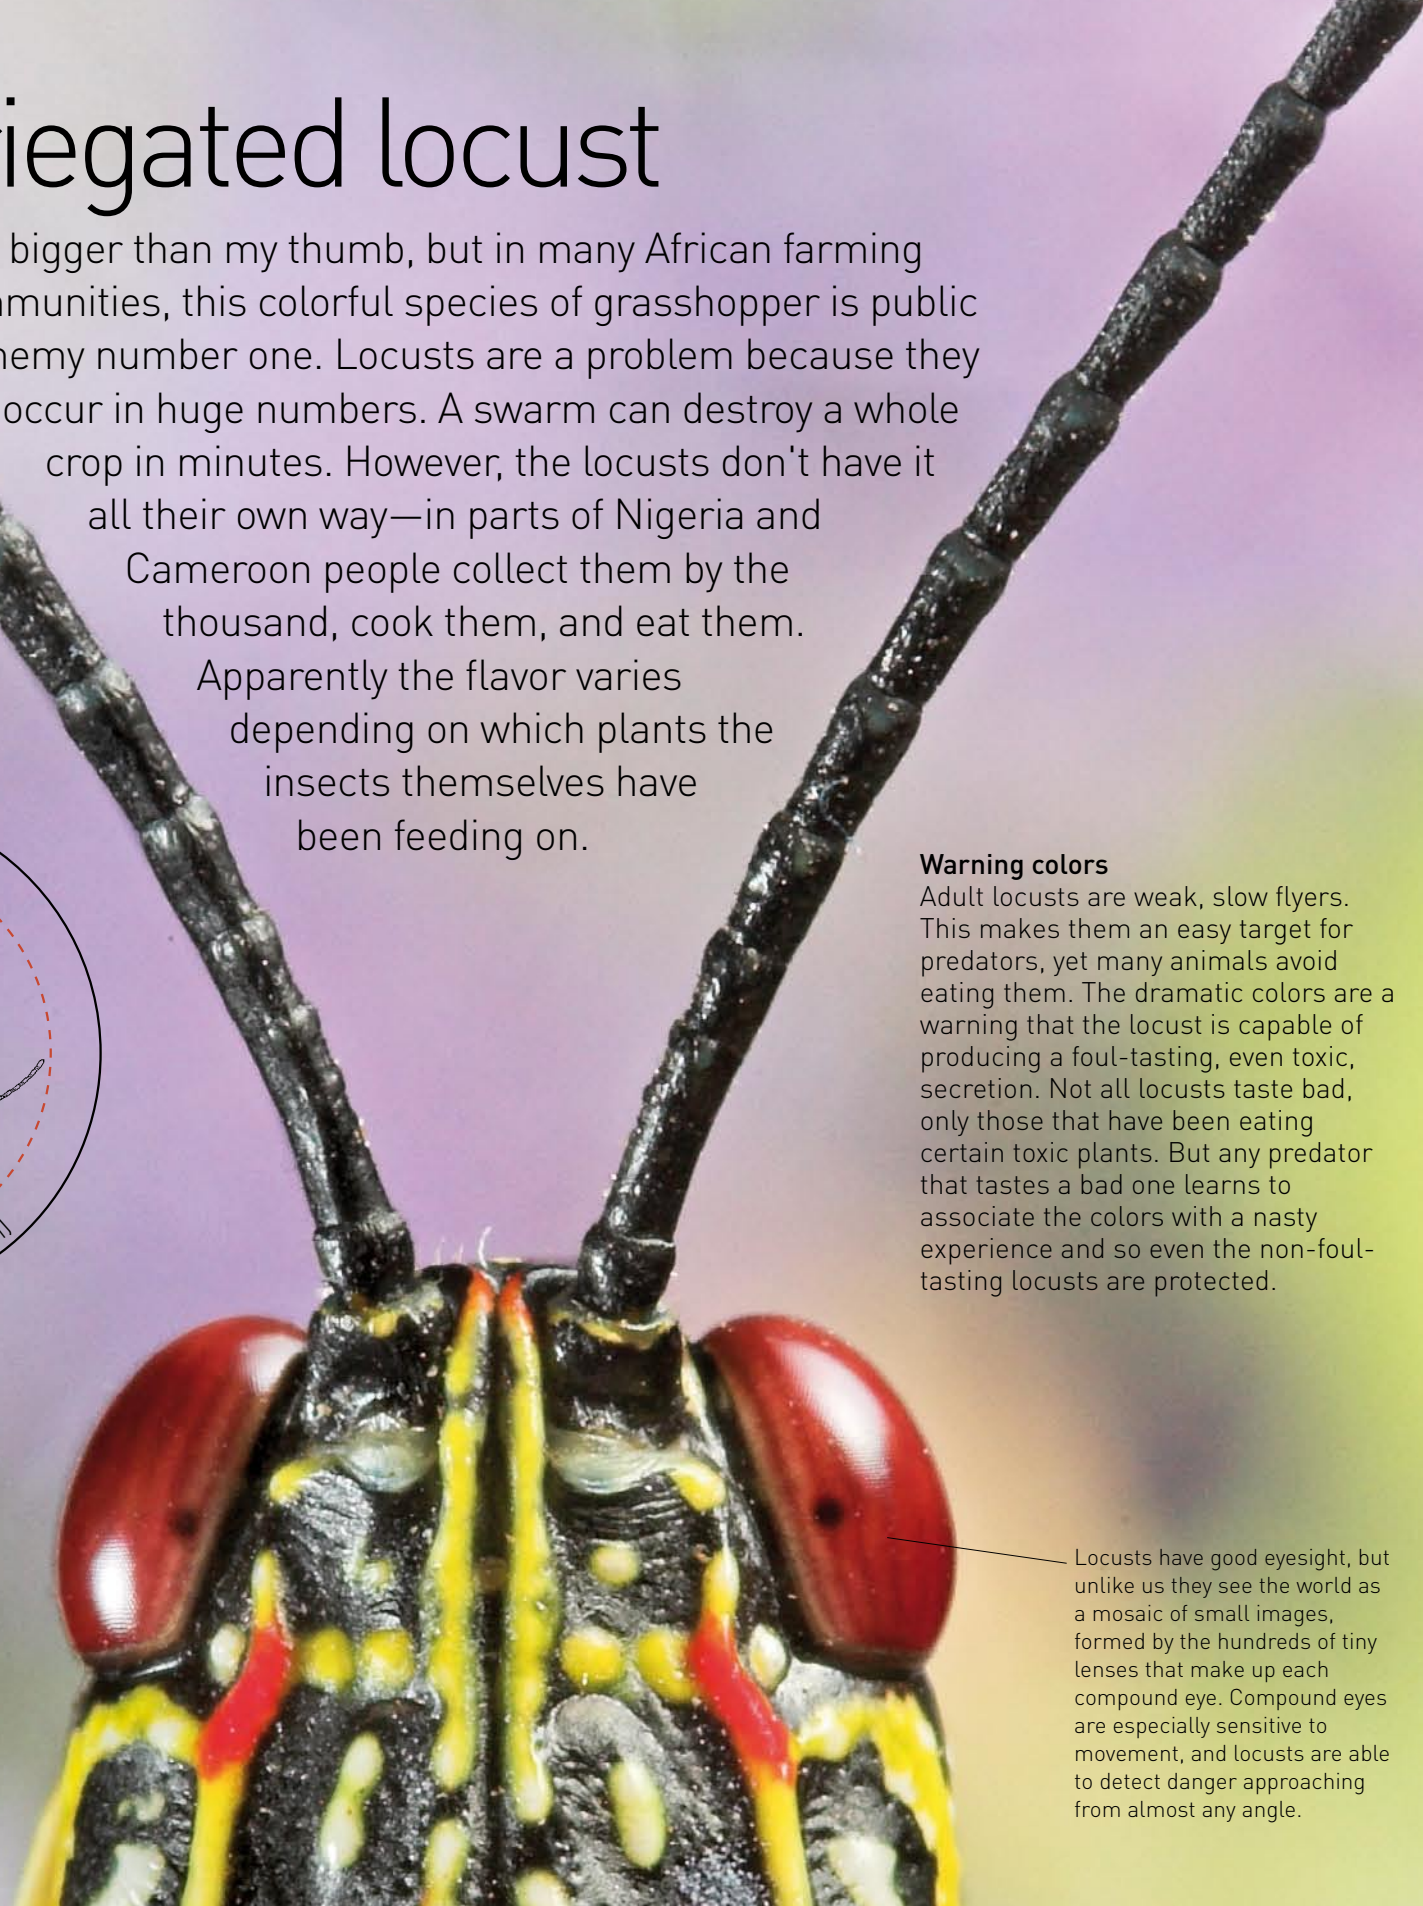 iegated locust
bigger than my thumb, but in many African farming
munities, this colorful species of grasshopper is public
emy number one. Locusts are a problem because they
occur in huge numbers. A swarm can destroy a whole
crop in minutes. However, the locusts don't have it
all their own way—in parts of Nigeria and
Cameroon people collect them by the
thousand, cook them, and eat them.
Apparently the flavor varies
depending on which plants the
insects themselves have
been feeding on.
Warning colors
Adult locusts are weak, slow flyers.
This makes them an easy target for
predators, yet many animals avoid
eating them. The dramatic colors are a
warning that the locust is capable of
producing a foul-tasting, even toxic,
secretion. Not all locusts taste bad,
only those that have been eating
certain toxic plants. But any predator
that tastes a bad one learns to
associate the colors with a nasty
experience and so even the non-foul-
tasting locusts are protected.
Locusts have good eyesight, but
unlike us they see the world as
a mosaic of small images,
formed by the hundreds of tiny
lenses that make up each
compound eye. Compound eyes
are especially sensitive to
movement, and locusts are able
to detect danger approaching
from almost any angle.